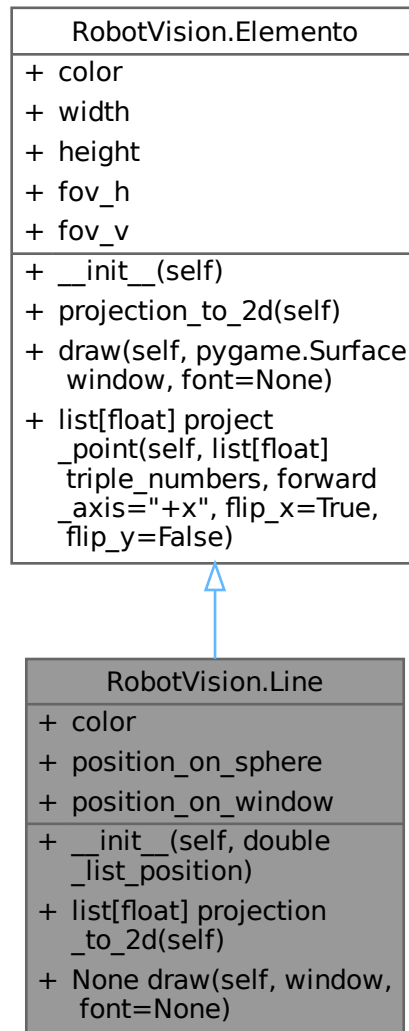 RobotVision.Elemento
+ color
+ width
+ height
+ fov_h
+ fov_v
+ __init__(self)
+ projection_to_2d(self)
+ draw(self, pygame.Surface
window, font=None)
+ list[float] project
_point(self, list[float]
triple_numbers, forward
_axis="+x", flip_x=True,
flip_y=False)
RobotVision.Line
+ color
+ position_on_sphere
+ position_on_window
+ __init__(self, double
_list_position)
+ list[float] projection
_to_2d(self)
+ None draw(self, window,
font=None)